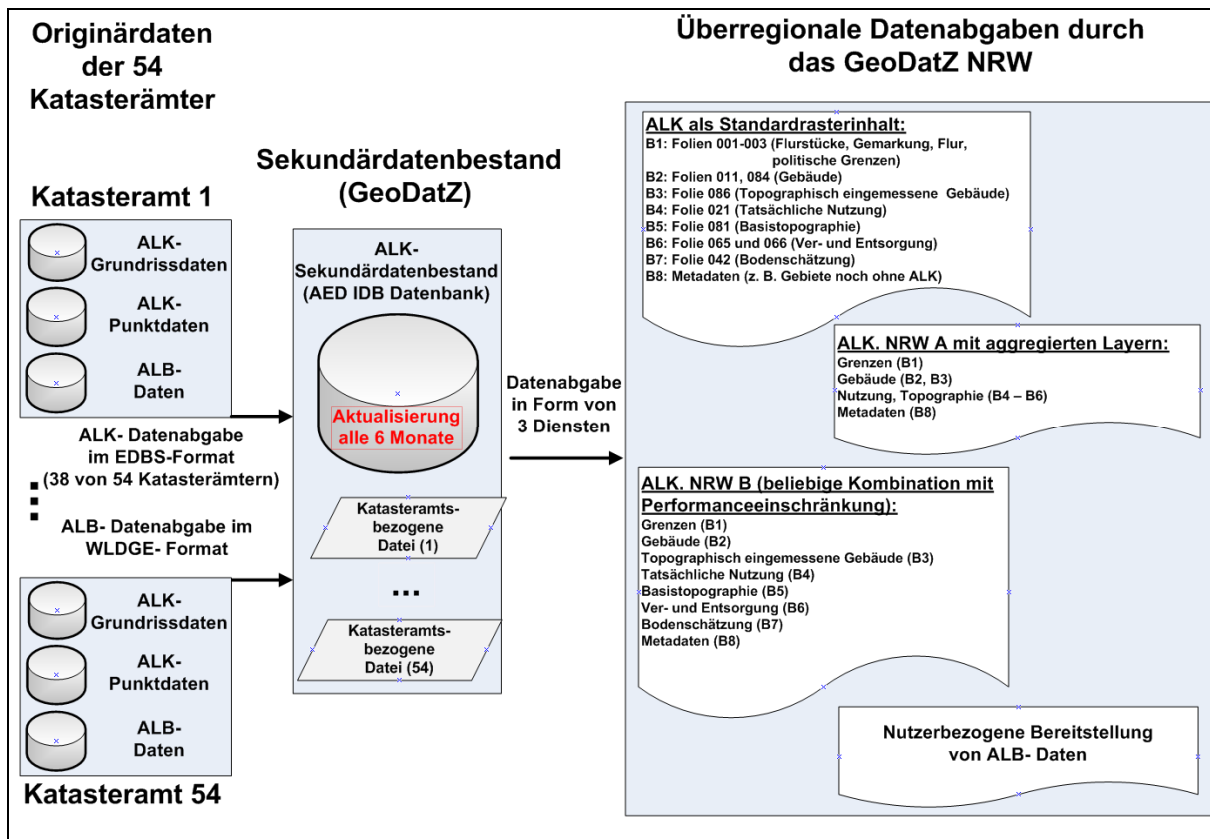 Originärdaten
der 54
Katasterämter
Katasteramt 1
ALK-
Grundrissdaten
ALK-
Punktdaten
ALB-
Daten
ALK- Datenabgabe
im EDBS-Format
(38 von 54 Katasterämtern)
ALB- Datenabgabe im
WLDGE- Format
ALK-
Grundrissdaten
ALK-
Punktdaten
ALB-
Daten
Katasteramt 54
Sekundärdatenbestand
(GeoDatZ)
ALK-
Sekundärdatenbestand
(AED IDB Datenbank)
Aktualisierung
alle 6 Monate
Katasteramts-
bezogene
Datei (1)
...
Katasteramts-
bezogene
Datei (54)
Datenabgabe
in Form von
3 Diensten
Überregionale Datenabgaben durch
das GeoDatZ NRW
ALK als Standardrasterinhalt:
B1: Folien 001-003 (Flurstücke, Gemarkung, Flur,
politische Grenzen)
B2: Folien 011, 084 (Gebäude)
B3: Folie 086 (Topographisch eingemessene Gebäude)
B4: Folie 021 (Tatsächliche Nutzung)
B5: Folie 081 (Basistopographie)
B6: Folie 065 und 066 (Ver- und Entsorgung)
B7: Folie 042 (Bodenschätzung)
B8: Metadaten (z. B. Gebiete noch ohne ALK)
ALK. NRW A mit aggregierten Layern:
Grenzen (B1)
Gebäude (B2, B3)
Nutzung, Topographie (B4 – B6)
Metadaten (B8)
ALK. NRW B (beliebige Kombination mit
Performanceeinschränkung):
Grenzen (B1)
Gebäude (B2)
Topographisch eingemessene Gebäude (B3)
Tatsächliche Nutzung (B4)
Basistopographie (B5)
Ver- und Entsorgung (B6)
Bodenschätzung (B7)
Metadaten (B8)
Nutzerbezogene Bereitstellung
von ALB- Daten